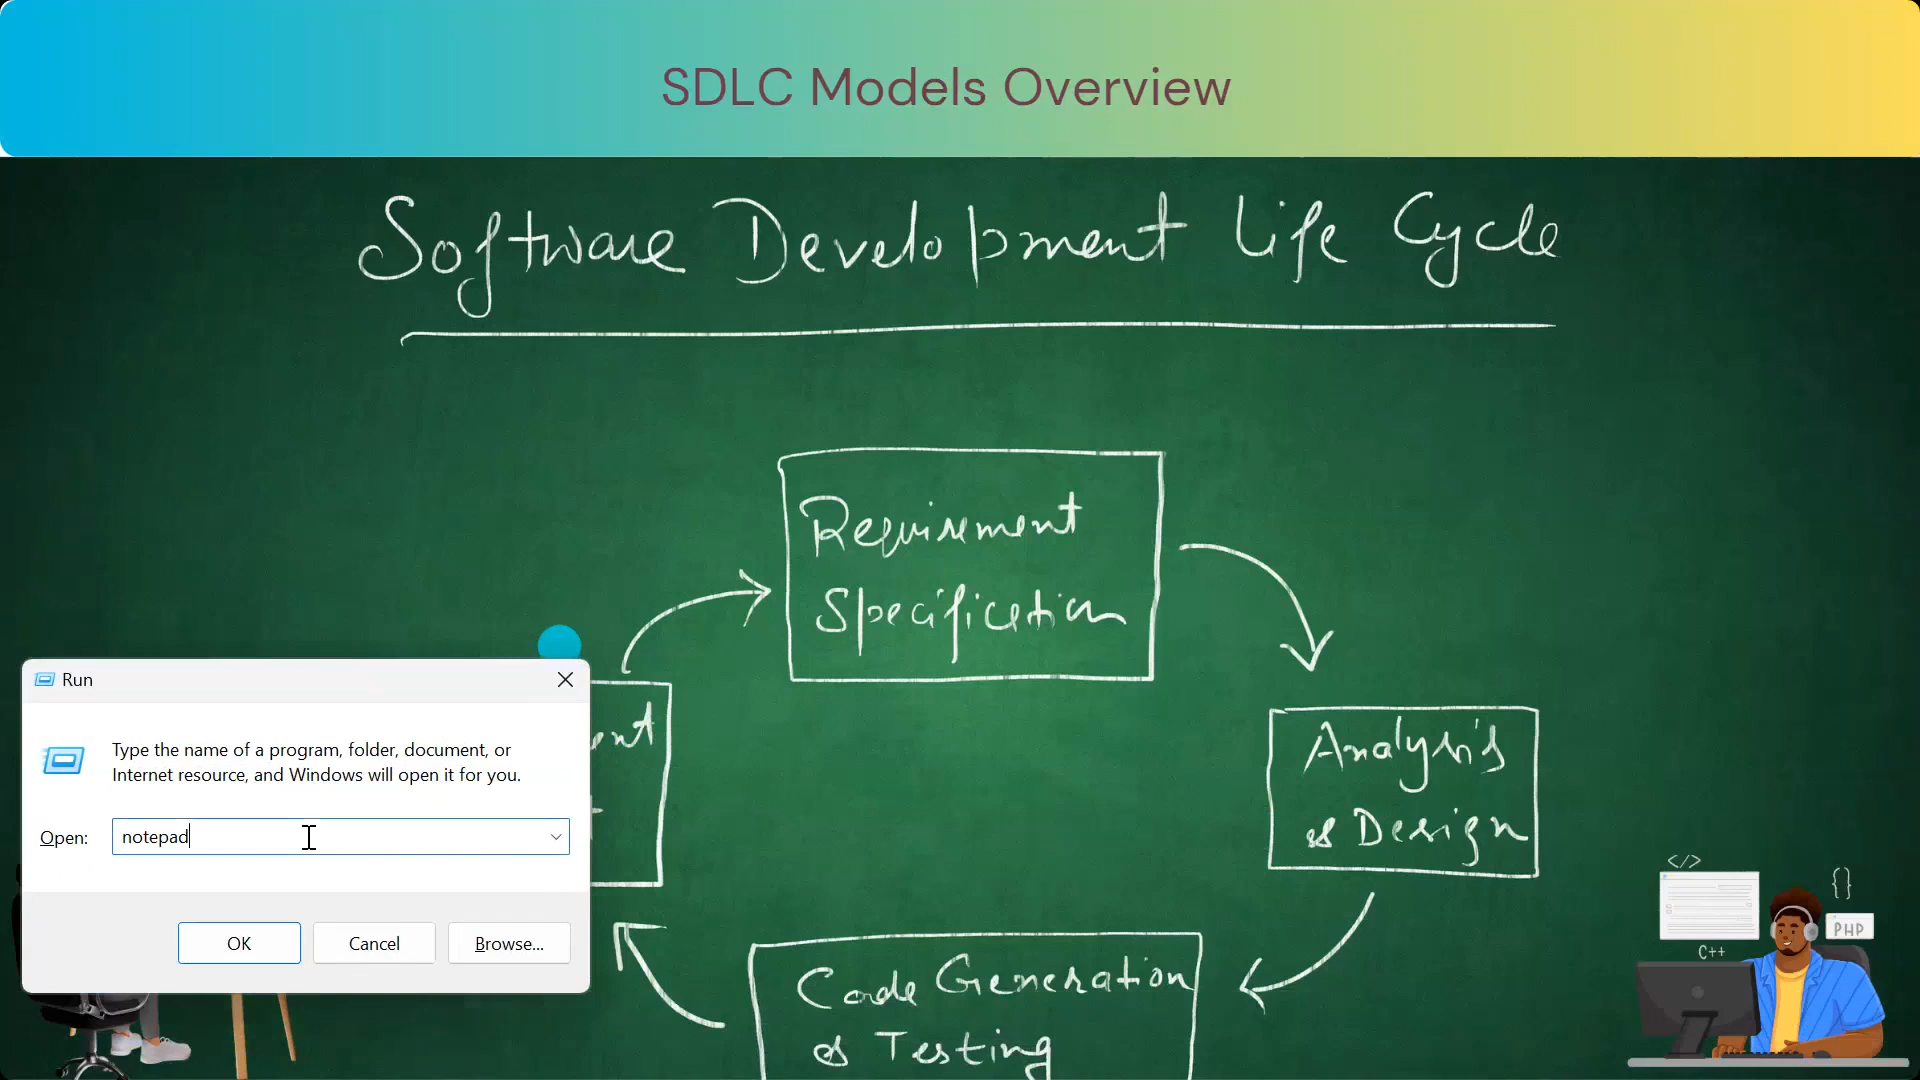 SDLC Models Overview
Software Development Life Cycle
Requirement
Specification
Analysis
& Design
Code Generation
& Testing
Run
Type the name of a program, folder, document, or
Internet resource, and Windows will open it for you.
Open: notepad
OK Cancel Browse...
</>
{}
PHP
C++